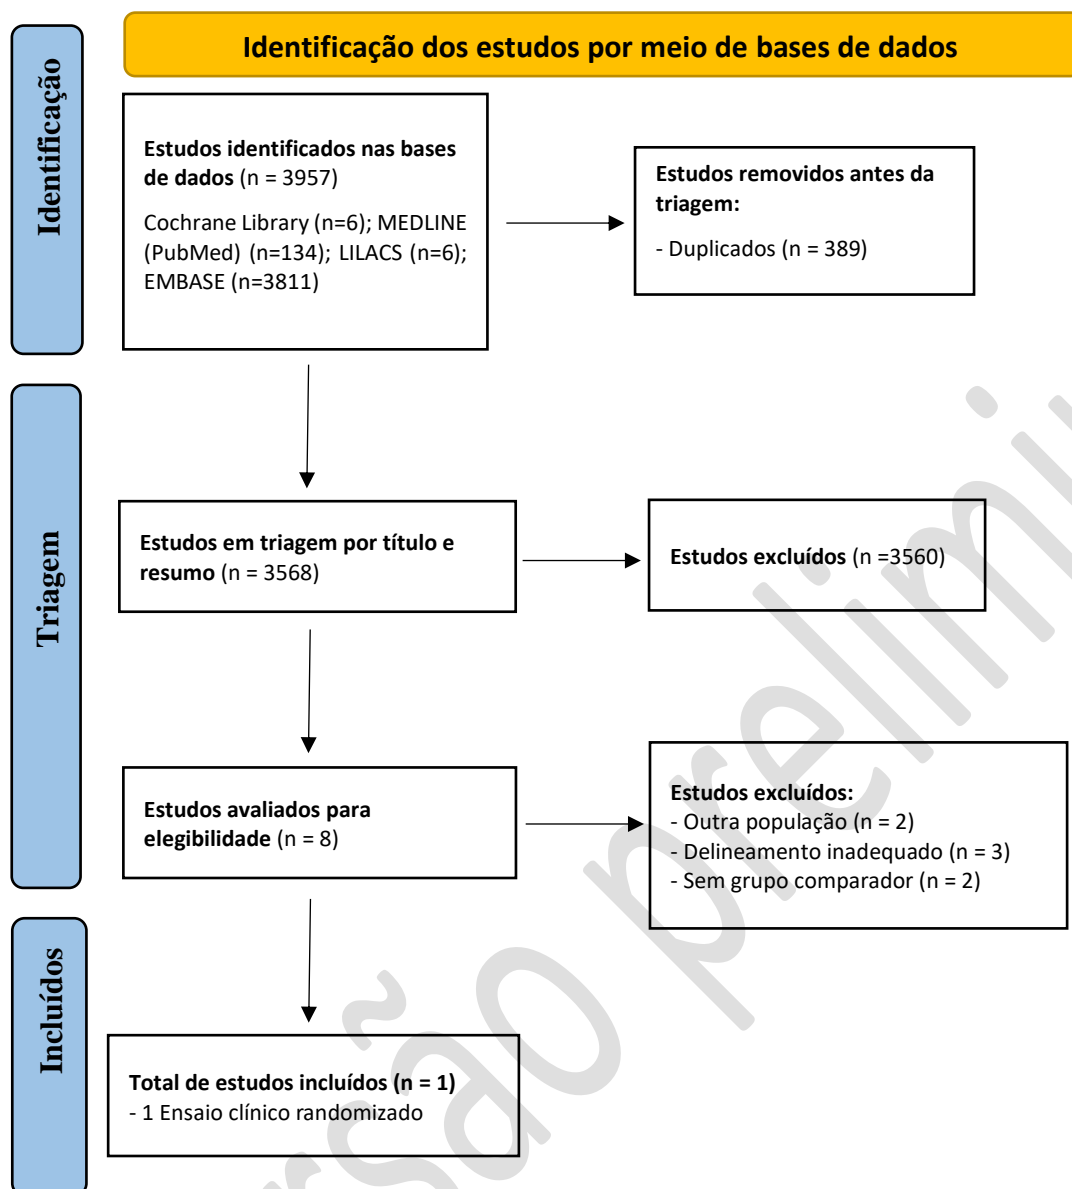 Identificação dos estudos por meio de bases de dados
Identificação
Estudos identificados nas bases
de dados (n = 3957)
Cochrane Library (n=6); MEDLINE
(PubMed) (n=134); LILACS (n=6);
EMBASE (n=3811)
Estudos removidos antes da
triagem:
- Duplicados (n = 389)
Triagem
Estudos em triagem por título e
resumo (n = 3568)
Estudos excluídos (n =3560)
Estudos avaliados para
elegibilidade (n = 8)
Estudos excluídos:
- Outra população (n = 2)
- Delineamento inadequado (n = 3)
- Sem grupo comparador (n = 2)
Incluídos
Total de estudos incluídos (n = 1)
- 1 Ensaio clínico randomizado